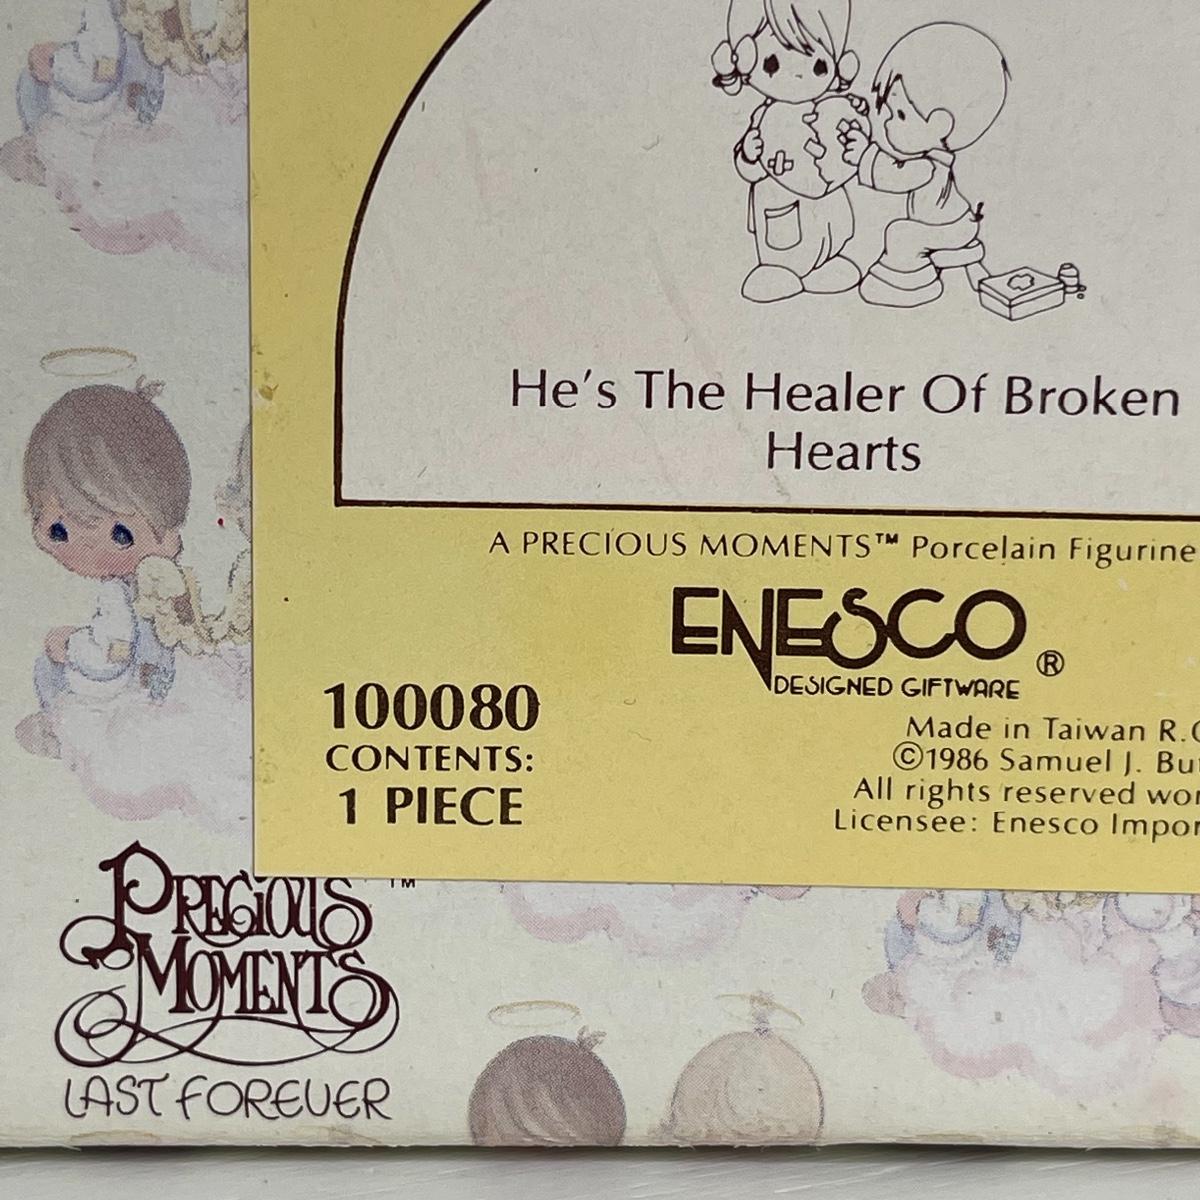 He's The Healer Of Broken
Hearts
A PRECIOUS MOMENTS™ Porcelain Figurine
ENESCO®
DESIGNED GIFTWARE
100080
CONTENTS:
1 PIECE
Made in Taiwan
©1986 Samuel J.
All rights reserved
Licensee: Enesco
PRECIOUS ™
MOMENTS
LAST FOREVER